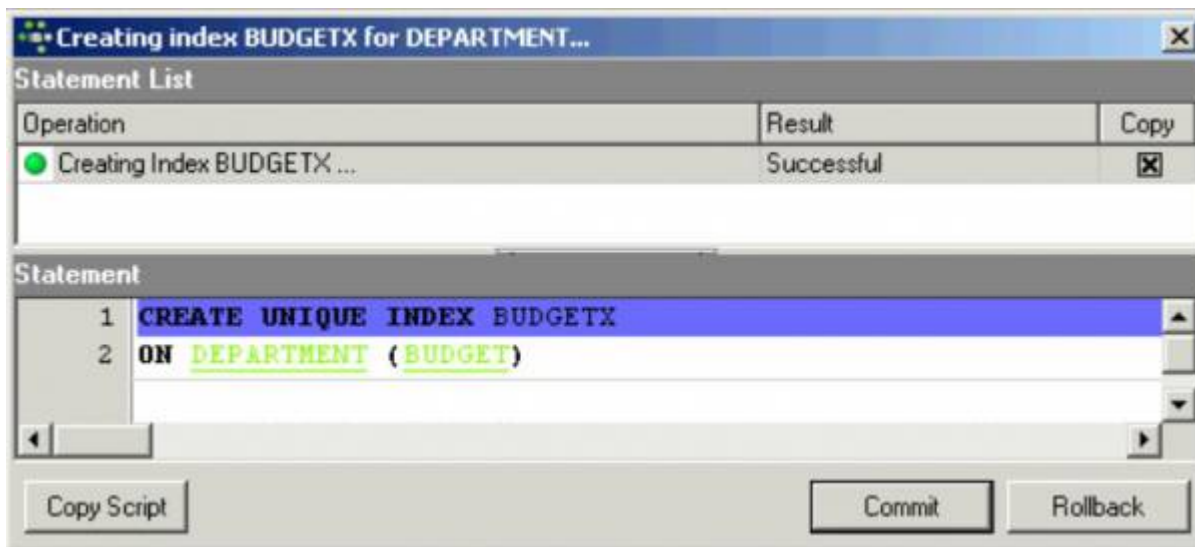 Creating index BUDGETX for DEPARTMENT...
Statement List
Operation Result Copy
Creating Index BUDGETX ... Successful
Statement
1 CREATE UNIQUE INDEX BUDGETX
2 ON DEPARTMENT (BUDGET)
Copy Script Commit Rollback